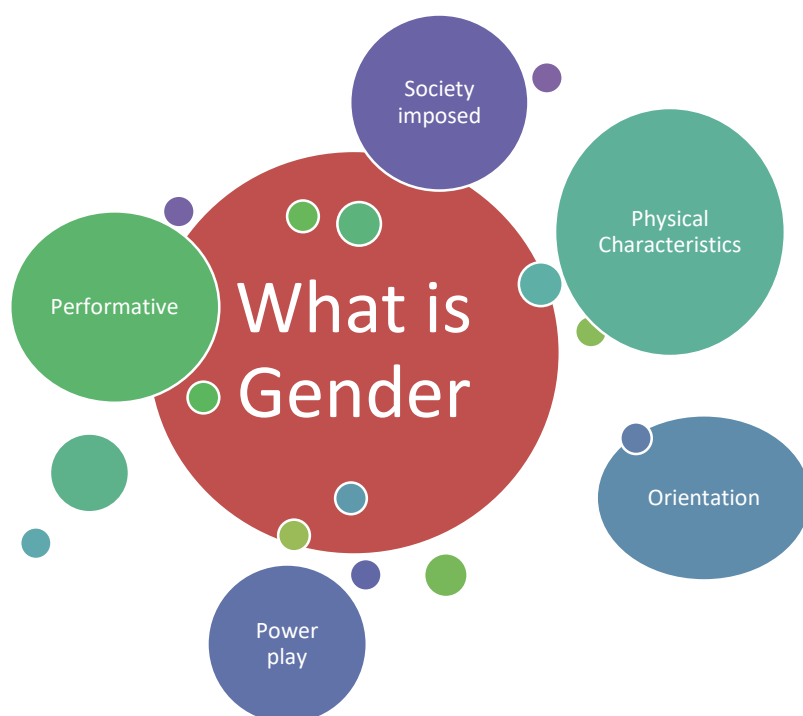 Society
imposed
Physical
Characteristics
Performative
What is
Gender
Orientation
Power
play